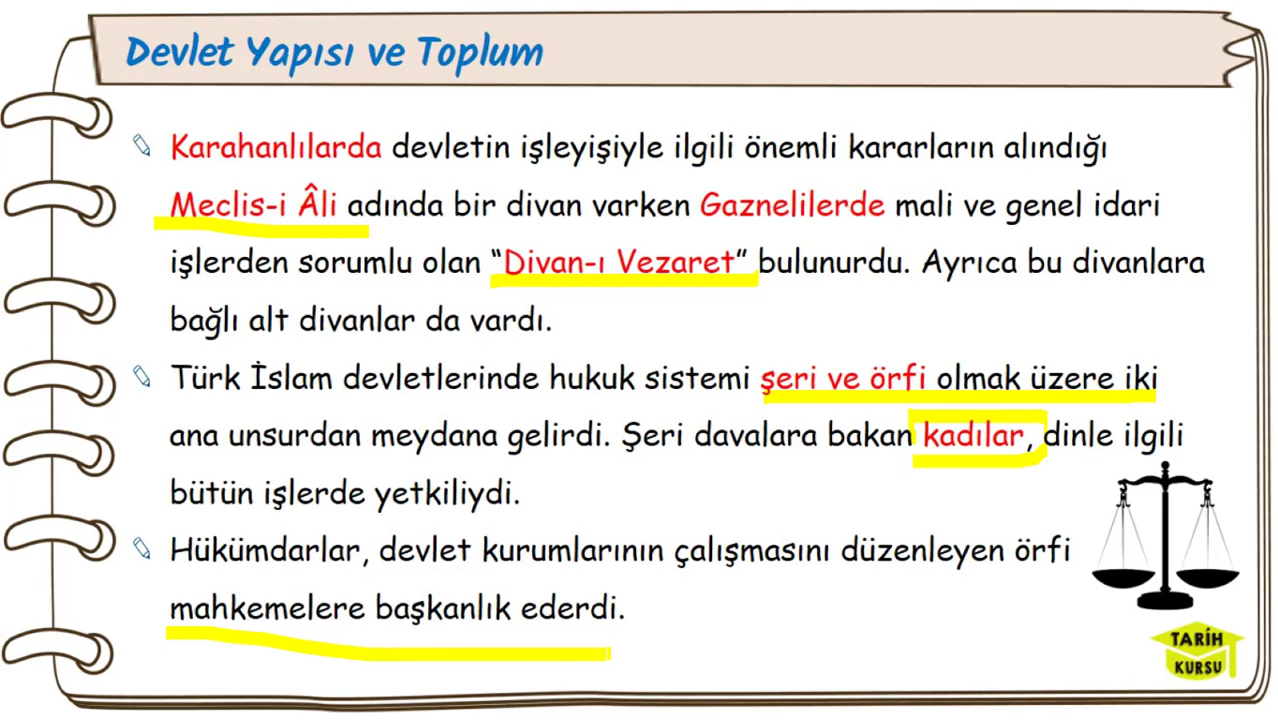 Devlet Yapısı ve Toplum
Karahanlılarda devletin işleyişiyle ilgili önemli kararların alındığı
Meclis-i Âli adında bir divan varken Gaznelilerde mali ve genel idari
işlerden sorumlu olan “Divan-ı Vezaret” bulunurdu. Ayrıca bu divanlara
bağlı alt divanlar da vardı.
Türk İslam devletlerinde hukuk sistemi şeri ve örfi olmak üzere iki
ana unsurdan meydana gelirdi. Şeri davalara bakan kadılar, dinle ilgili
bütün işlerde yetkiliydi.
Hükümdarlar, devlet kurumlarının çalışmasını düzenleyen örfi
mahkemelere başkanlık ederdi.
TARİH
KURSU